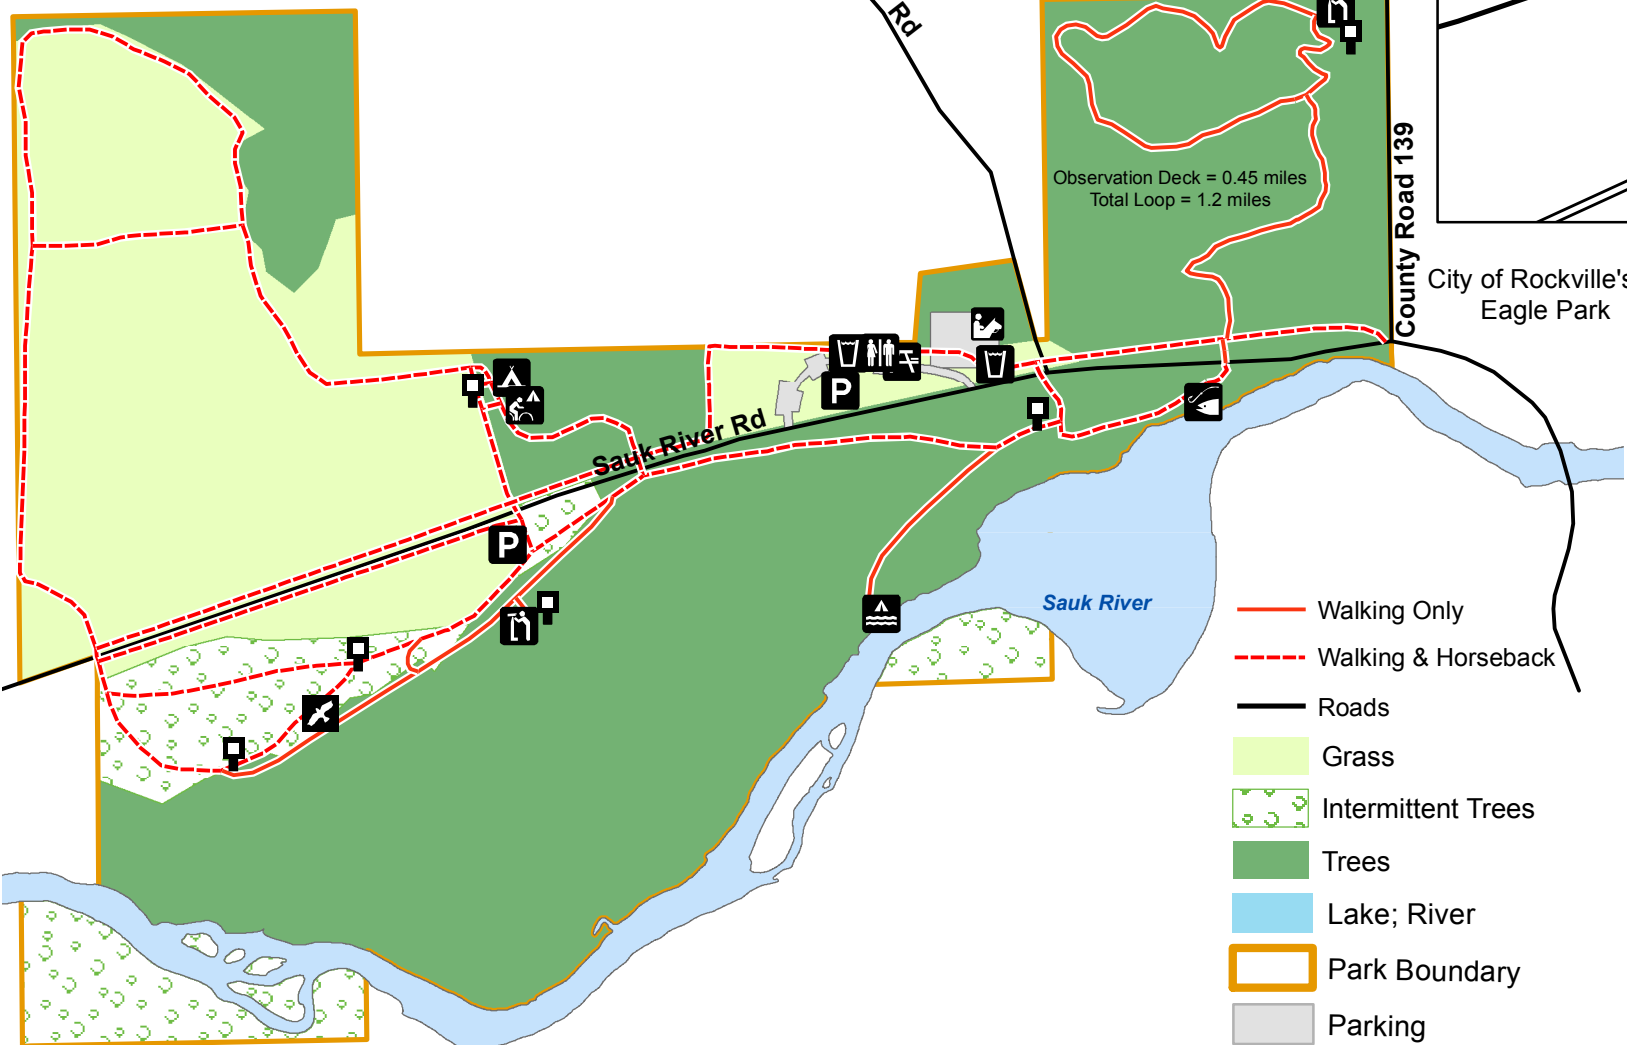 Rd
Observation Deck = 0.45 miles
Total Loop = 1.2 miles
County Road 139
City of Rockville's
Eagle Park
P
Sauk River Rd
P
Sauk River
Walking Only
Walking & Horseback
Roads
Grass
Intermittent Trees
Trees
Lake; River
Park Boundary
Parking